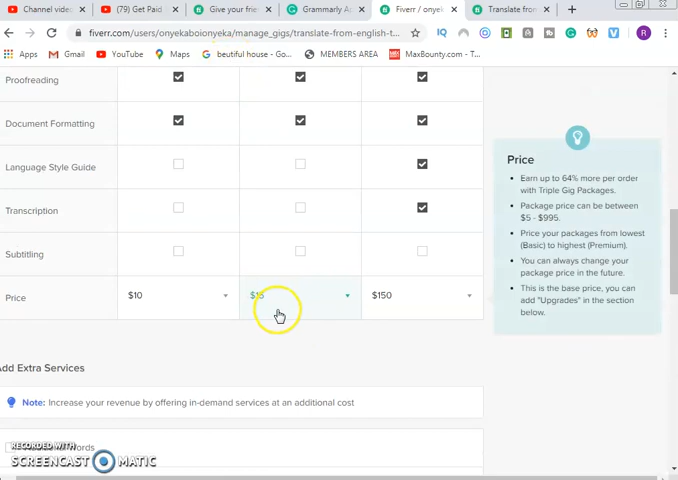 Channel video
(79) Get Paid
Give your frie
Grammarly As
Fiverr / onyek
Translate from
fiverr.com/users/onyekaboionyeka/manage_gigs/translate-from-english-t...
R
Apps
Gmail
YouTube
Maps
beutiful house - Go...
MEMBERS AREA
MaxBounty.com - T...
Proofreading
Document Formatting
Language Style Guide
Transcription
Subtitling
Price
$10
$15
$150
Price
Earn up to 64% more per order
with Triple Gig Packages.
Package price can be between
$5 - $995.
Price your packages from lowest
(Basic) to highest (Premium).
You can always change your
package price in the future.
This is the base price, you can
add "Upgrades" in the section
below.
Add Extra Services
Note: Increase your revenue by offering in-demand services at an additional cost
Words
RECORDED WITH
SCREENCAST MATIC